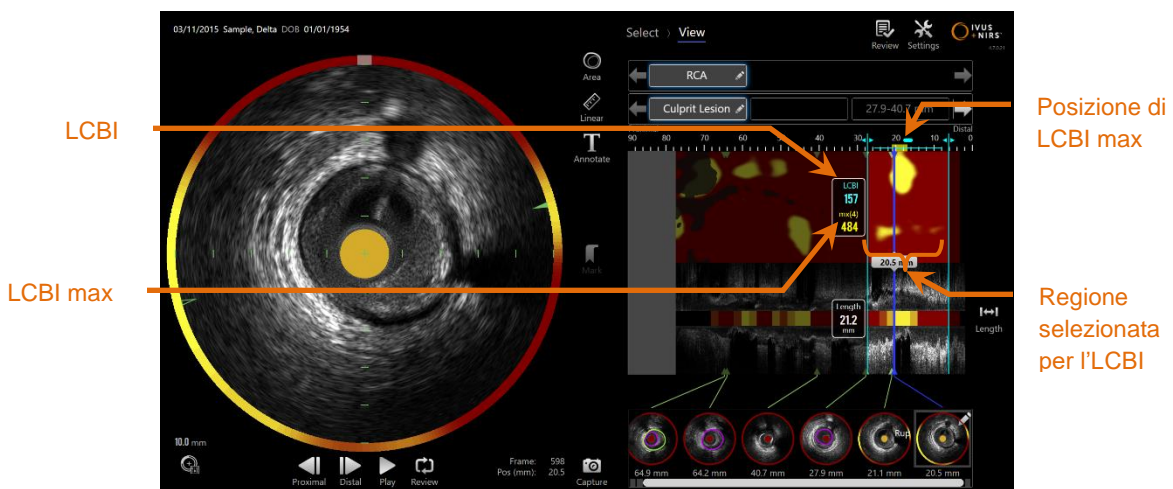 03/11/2015 Sample, Delta DOB 01/01/1954
Select > View
Review
Settings
IVUS
+NIRS
Area
Linear
Annotate
Mark
RCA
Culprit Lesion
27.9-40.7 mm
Distal
90 80 70 60 40 30 20 10 0
LCBI
157
mx(4)
484
20.5 mm
Length
21.2
mm
Length
LCBI
LCBI max
Posizione di
LCBI max
Regione
selezionata
per l'LCBI
10.0 mm
Proximal
Distal
Play
Review
Frame: 598
Pos (mm): 20.5
Capture
Rup
64.9 mm
64.2 mm
40.7 mm
27.9 mm
21.1 mm
20.5 mm